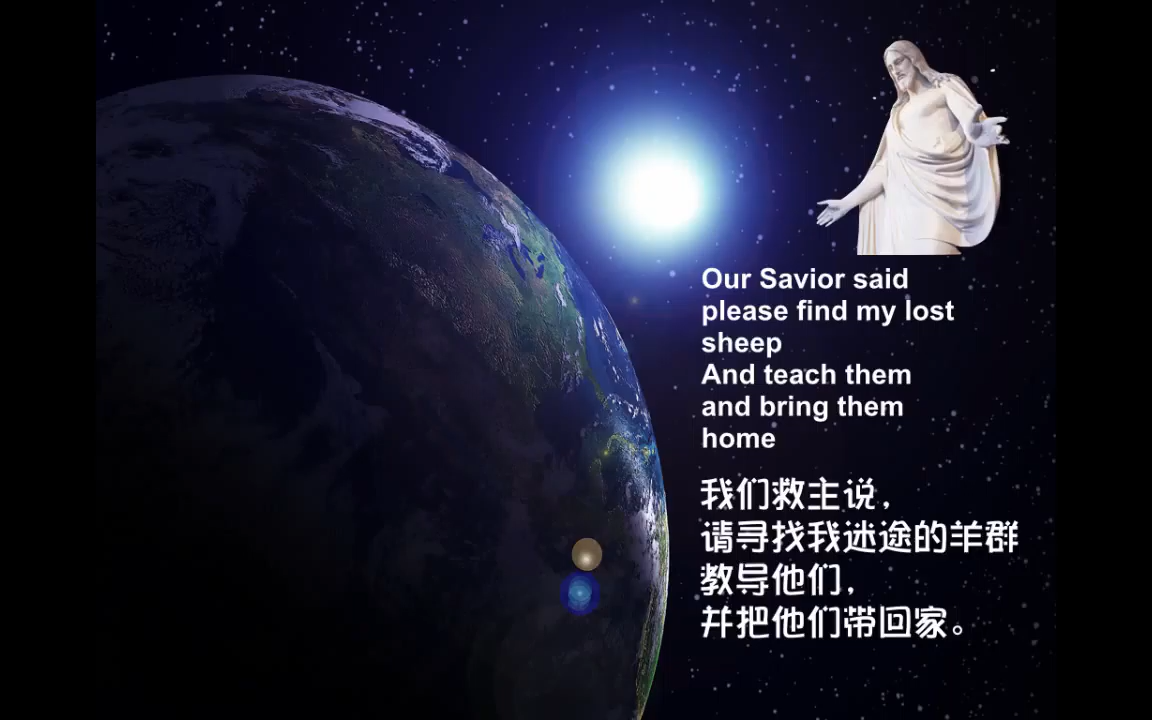 Our Savior said
please find my lost
sheep
And teach them
and bring them
home
我们救主说，
请寻找我迷途的羊群
教导他们，
并把他们带回家。